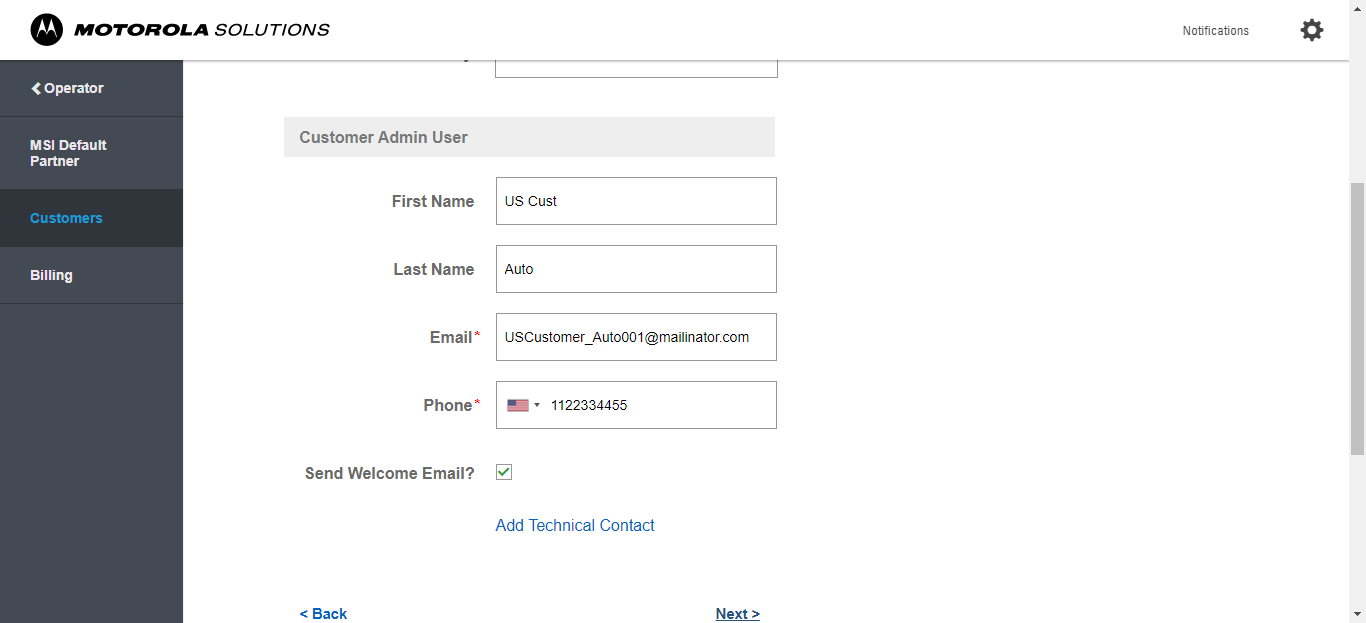 MOTOROLA SOLUTIONS
Notifications
Operator
MSI Default
Partner
Customers
Billing
Customer Admin User
First Name
US Cust
Last Name
Auto
Email*
USCustomer_Auto001@mailinator.com
Phone*
1122334455
Send Welcome Email?
Add Technical Contact
< Back
Next >